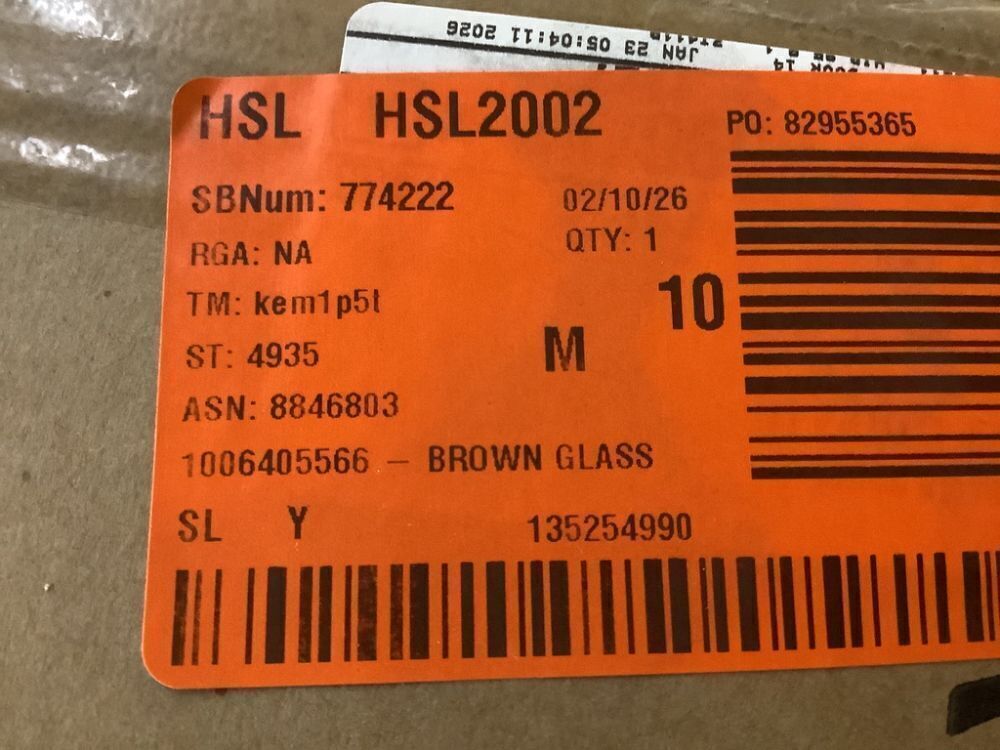 JAN 23 05:04:11 2026
HSL HSL2002 PO: 82955365
SBNum: 774222 02/10/26
RGA: NA QTY: 1
TM: kem1p5t 10
ST: 4935 M
ASN: 8846803
1006405566 – BROWN GLASS
SL Y 135254990